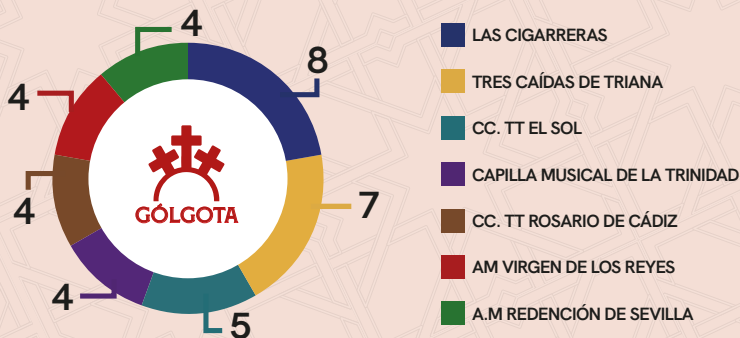 4
8
4
7
4
4
5
GÓLGOTA
LAS CIGARRERAS
TRES CAÍDAS DE TRIANA
CC. TT EL SOL
CAPILLA MUSICAL DE LA TRINIDAD
CC. TT ROSARIO DE CÁDIZ
AM VIRGEN DE LOS REYES
A.M REDENCIÓN DE SEVILLA